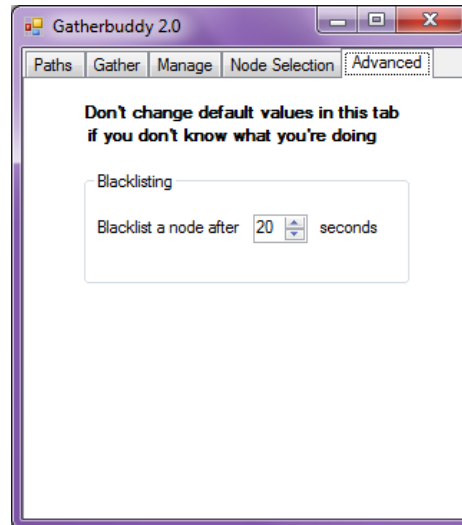 Gatherbuddy 2.0
Paths Gather Manage Node Selection Advanced
Don't change default values in this tab
if you don't know what you're doing
Blacklisting
Blacklist a node after 20 seconds